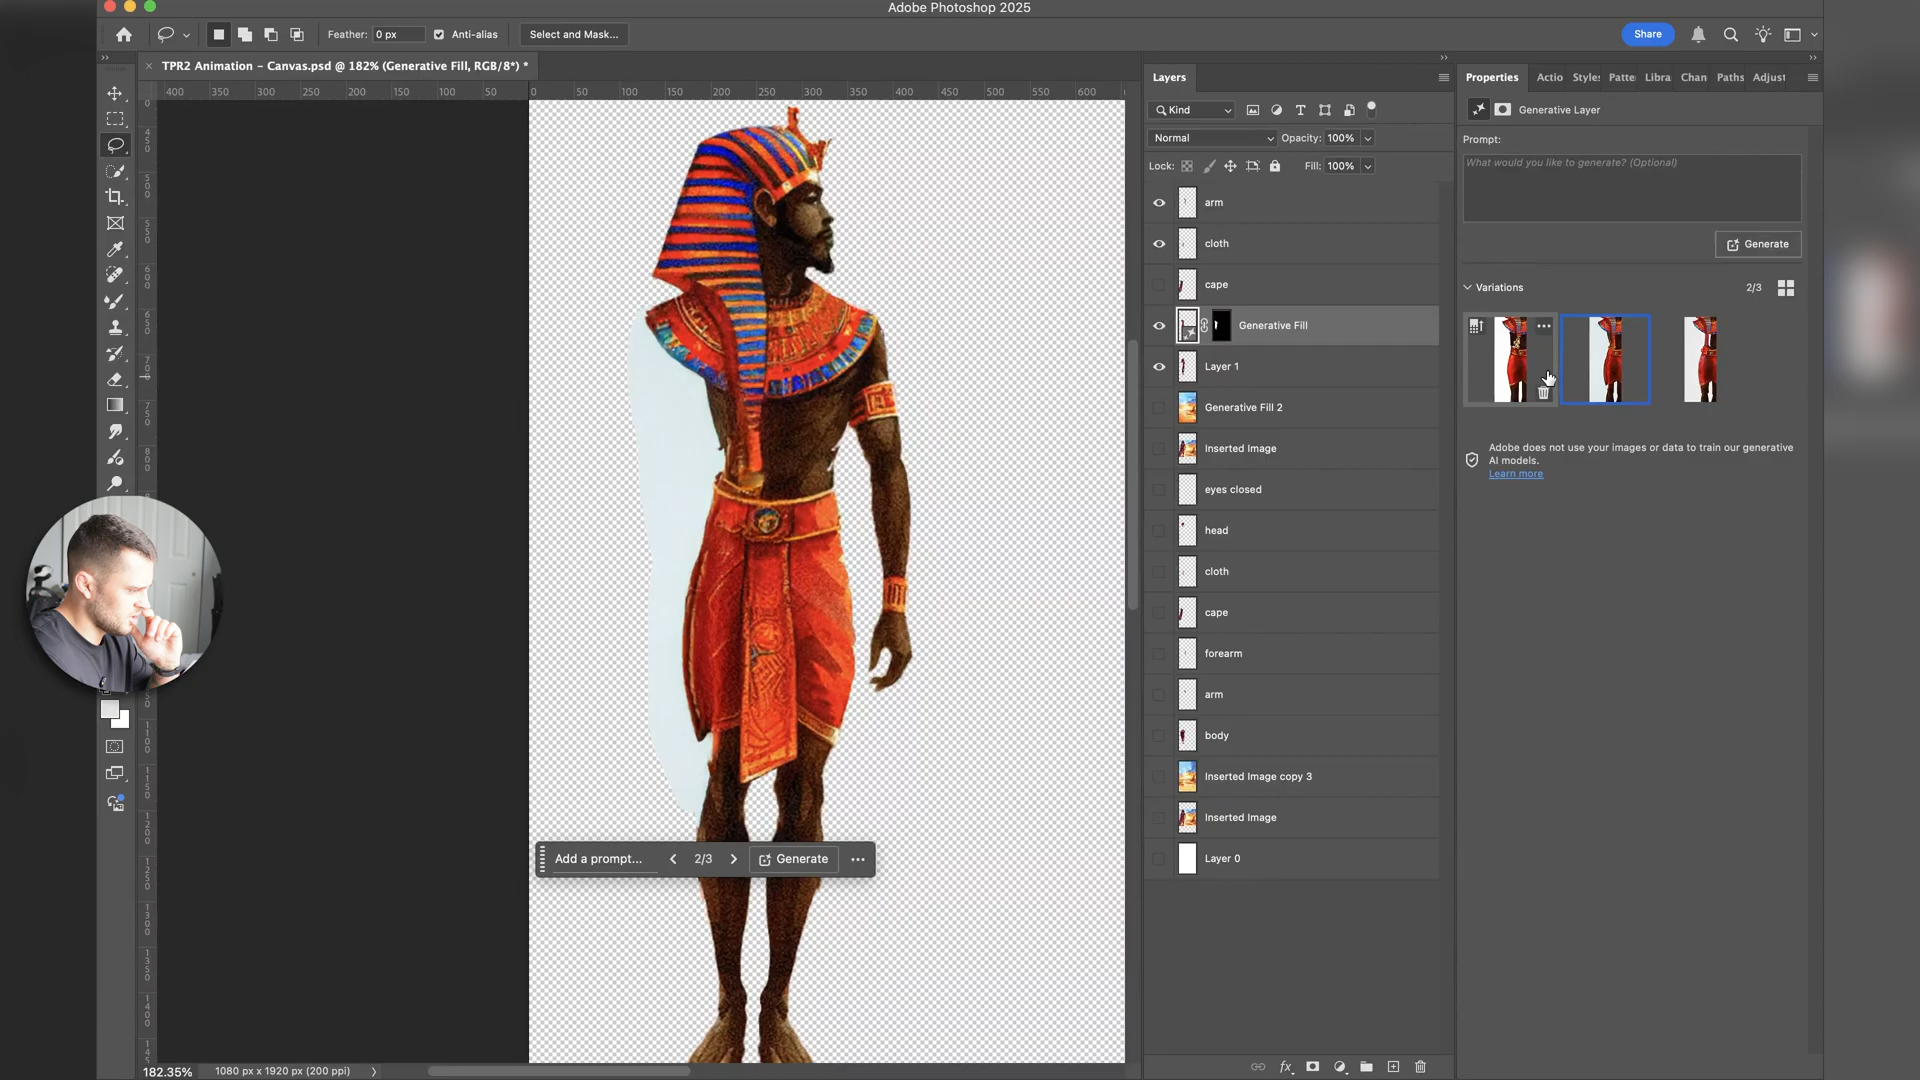 Adobe Photoshop 2025
Feather: 0 px Anti-alias Select and Mask... Share
TPR2 Animation – Canvas.psd @ 182% (Generative Fill, RGB/8*) *
400 350 300 250 200 150 100 50 0 50 100 150 200 250 300 350 400 450 500 550 600
Layers
Kind
Normal Opacity: 100%
Lock: Fill: 100%
arm
cloth
cape
Generative Fill
Layer 1
Generative Fill 2
Inserted Image
eyes closed
head
cloth
cape
forearm
arm
body
Inserted Image copy 3
Inserted Image
Layer 0
Properties Actio Styles Patte Libra Chan Paths Adjust
Generative Layer
Prompt:
What would you like to generate? (Optional)
Generate
Variations 2/3
Adobe does not use your images or data to train our generative
AI models.
Learn more
Add a prompt... 2/3 Generate
182.35% 1080 px x 1920 px (200 ppi)